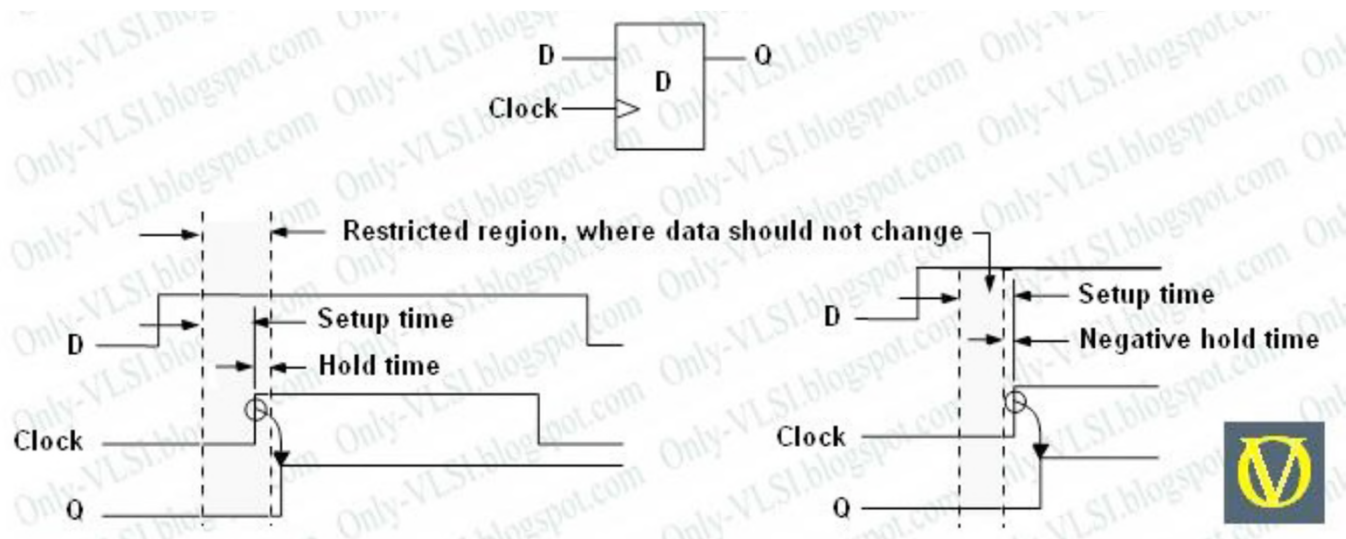 D
Q
D
Clock
Restricted region, where data should not change
Setup time
D
Hold time
Clock
Q
Setup time
D
Negative hold time
Clock
Q
OV
Only-VLSI.blogspot.com